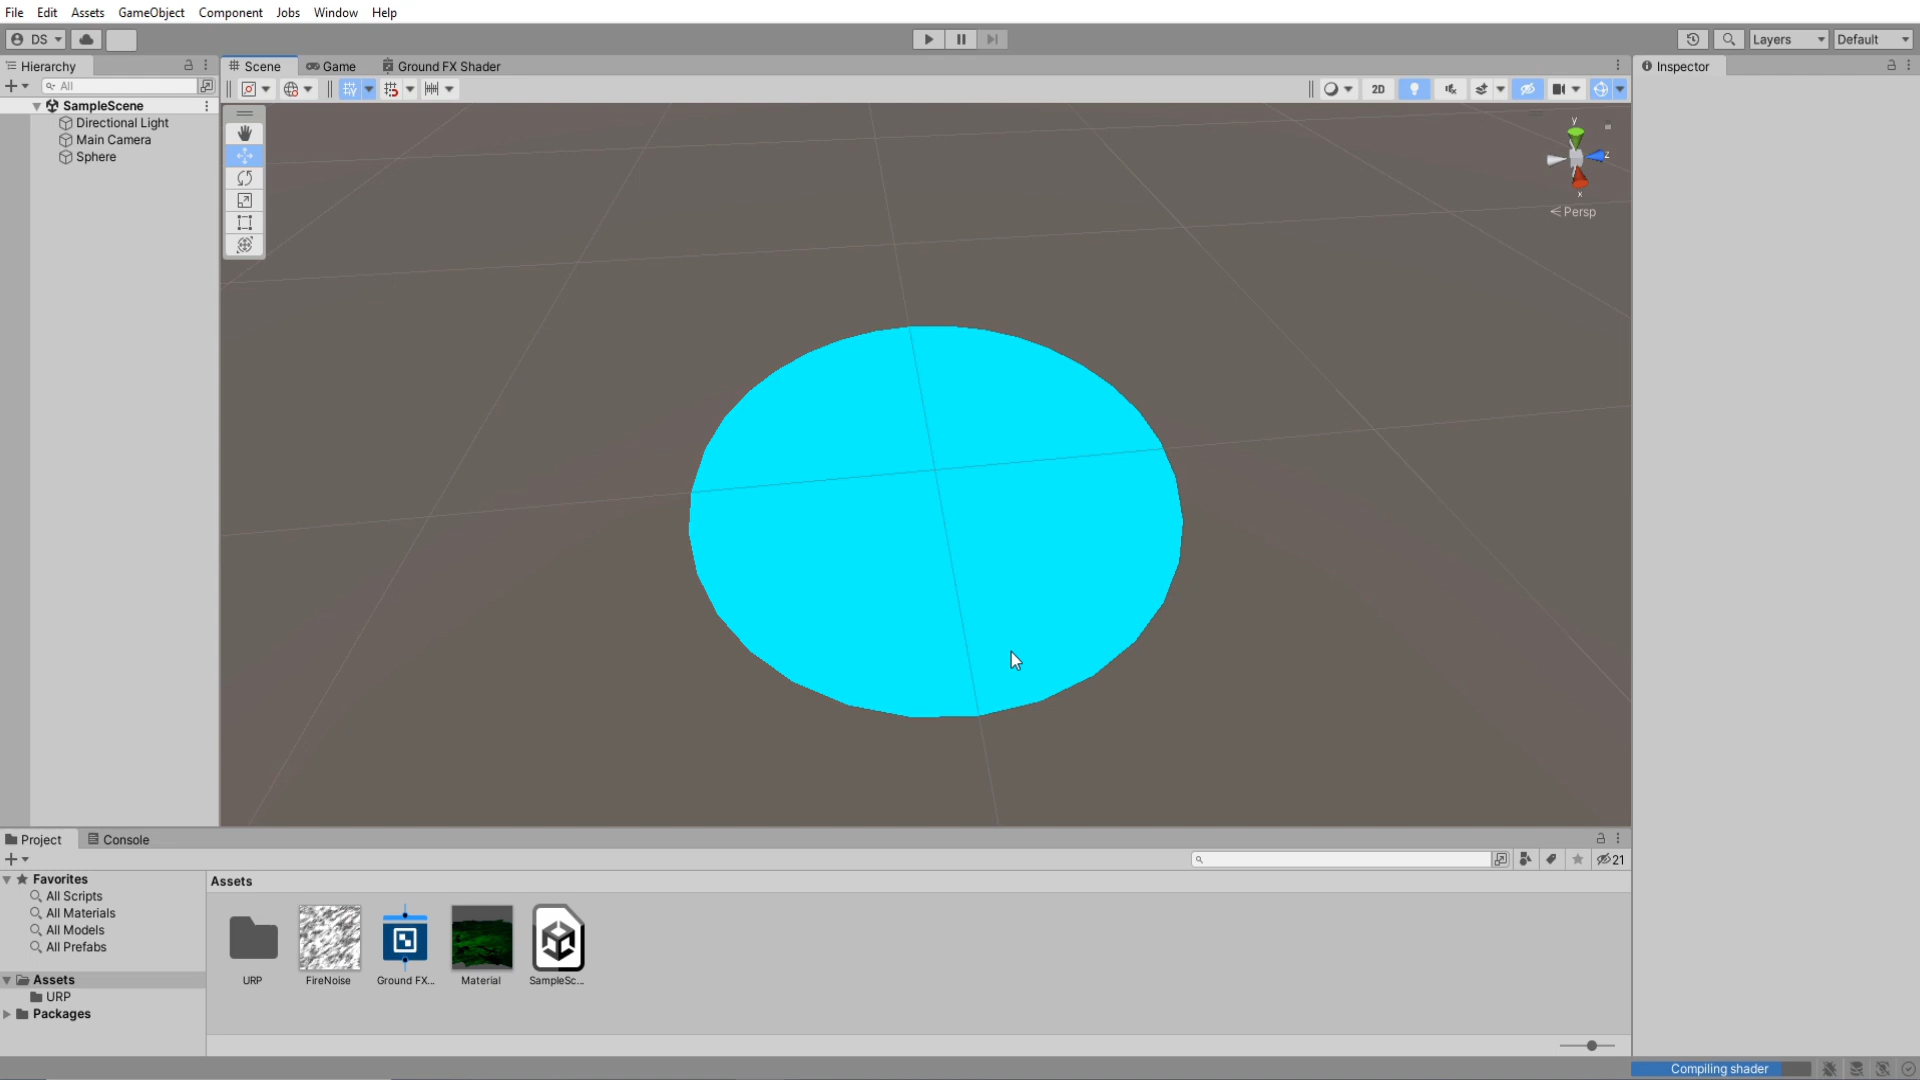 File Edit Assets GameObject Component Jobs Window Help
DS
Layers
Default
Hierarchy
Scene
Game
Ground FX Shader
Inspector
All
2D
SampleScene
Directional Light
Main Camera
Sphere
y
z
x
Persp
Project
Console
21
Favorites
All Scripts
All Materials
All Models
All Prefabs
Assets
URP
Packages
Assets
URP
FireNoise
Ground FX...
Material
SampleSc...
Compiling shader